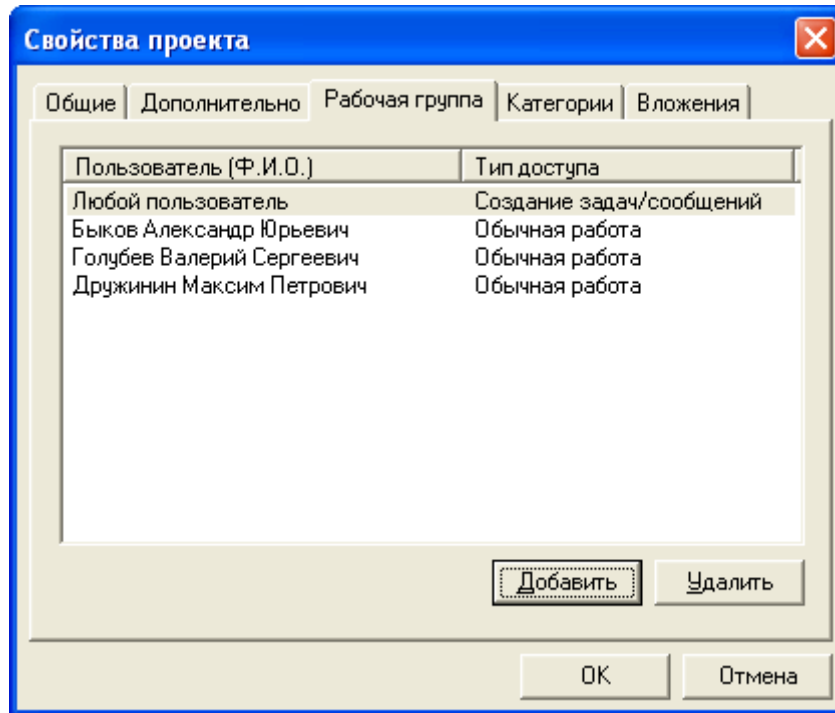 Свойства проекта
Общие Дополнительно Рабочая группа Категории Вложения
Пользователь (Ф.И.О.) Тип доступа
Любой пользователь Создание задач/сообщений
Быков Александр Юрьевич Обычная работа
Голубев Валерий Сергеевич Обычная работа
Дружинин Максим Петрович Обычная работа
Добавить Удалить
OK Отмена